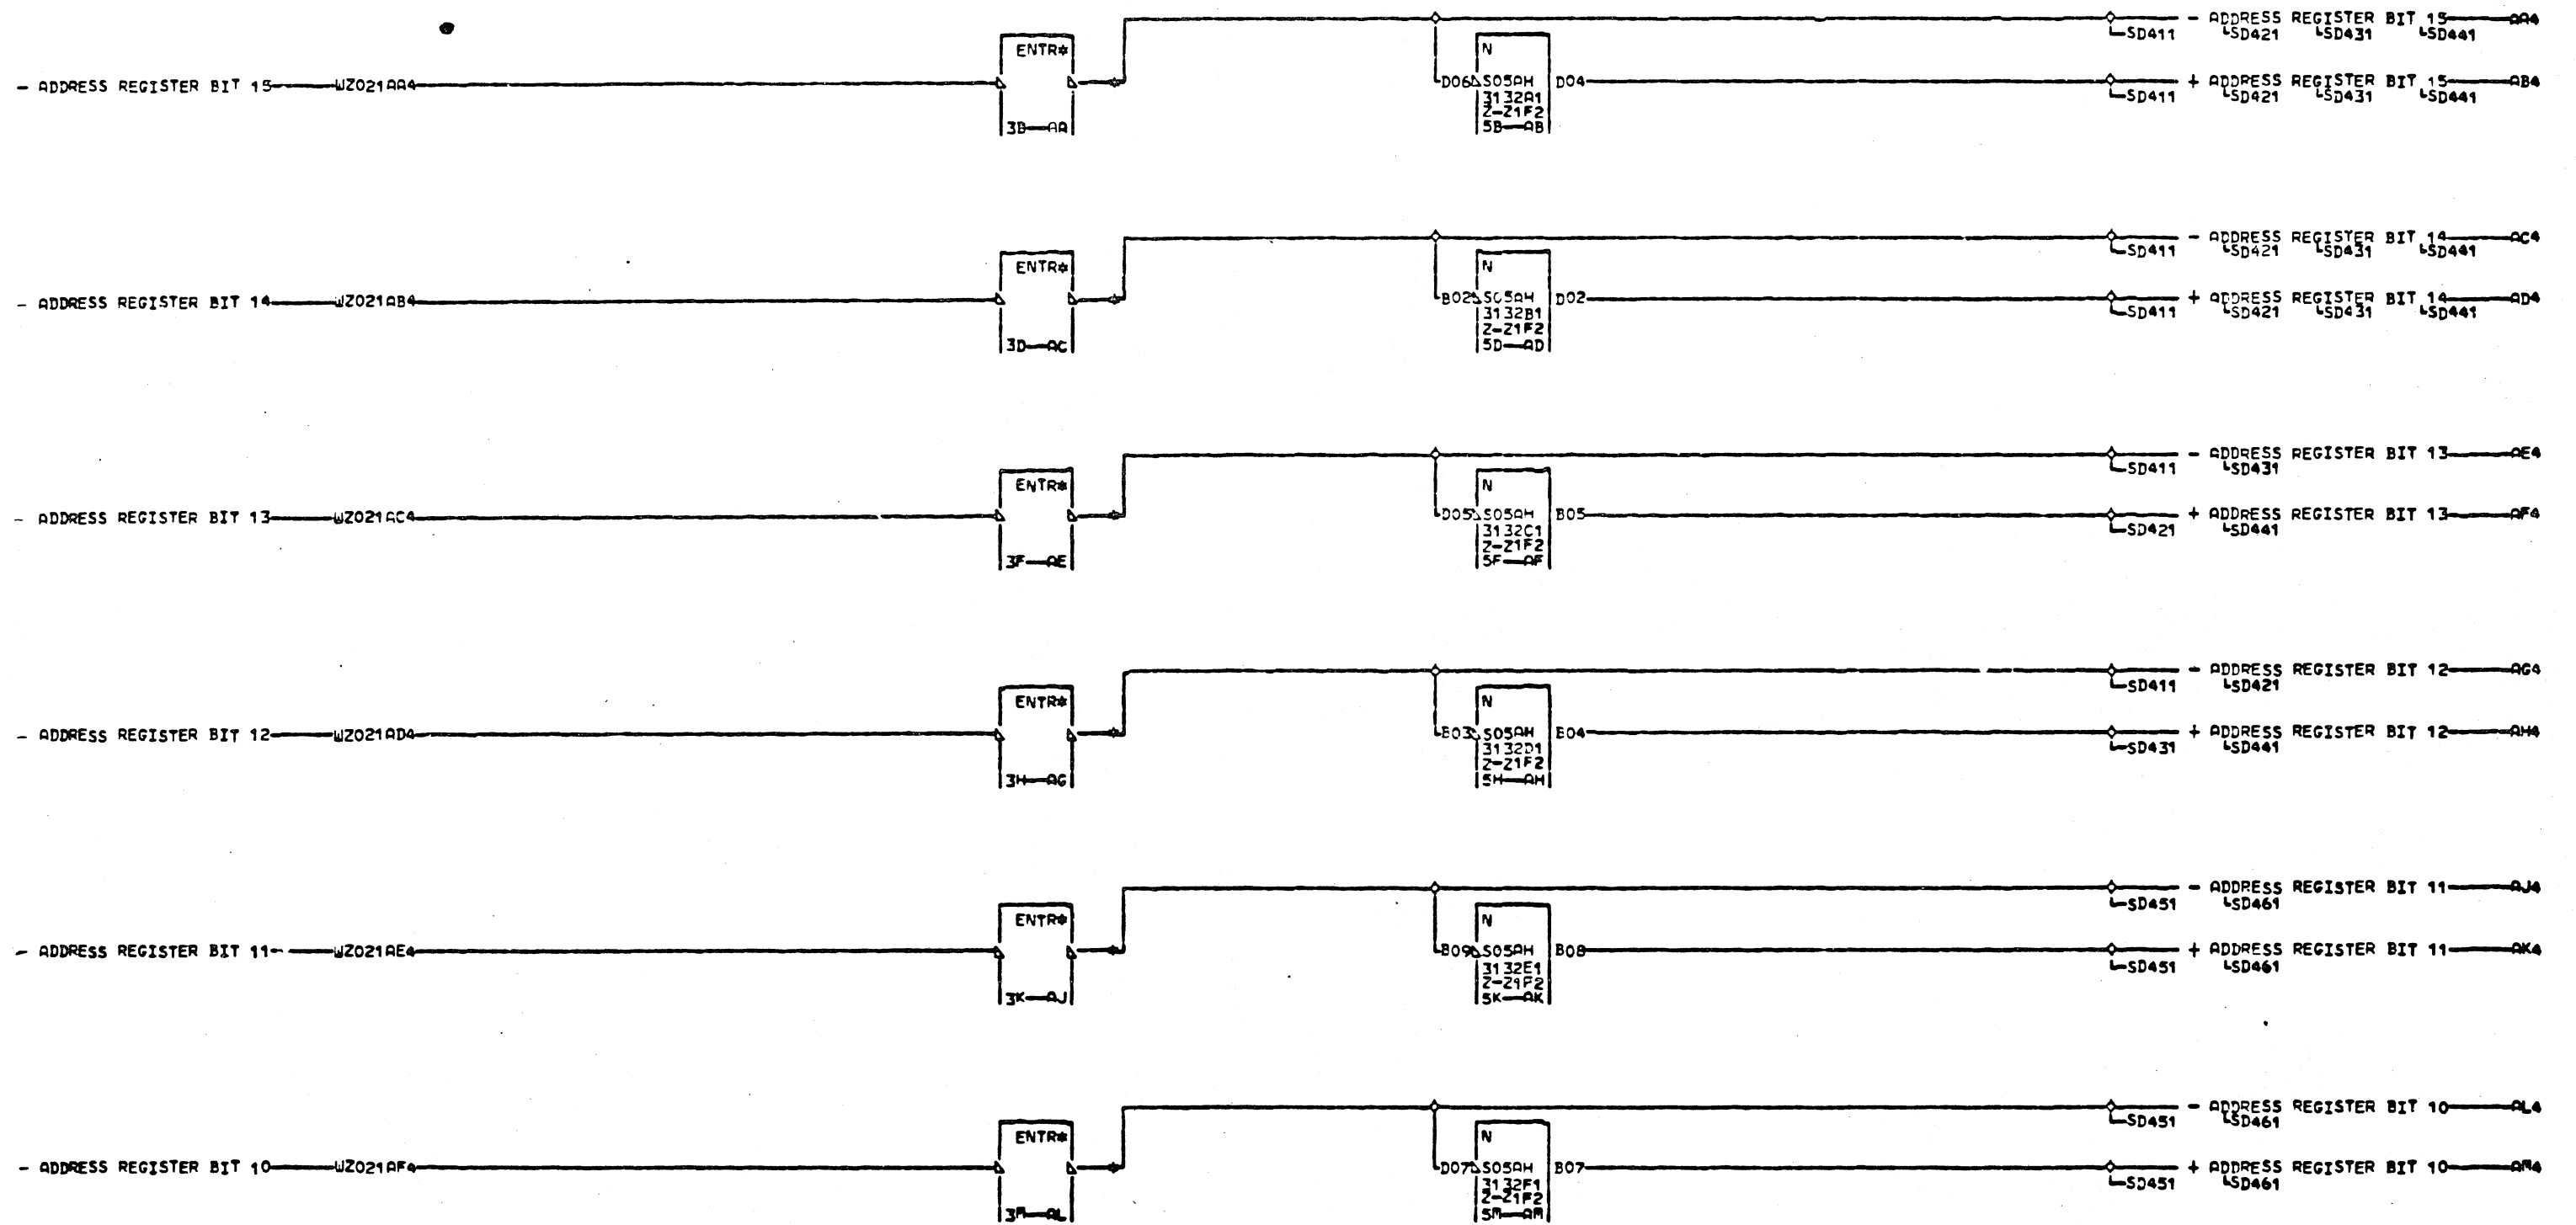 - ADDRESS REGISTER BIT 15 AA4
ENTR* N SD411 SD421 SD431 SD441
- ADDRESS REGISTER BIT 15 WZ021AA4 D06 S05AH D04 + ADDRESS REGISTER BIT 15 AB4
3132A1 SD411 SD421 SD431 SD441
Z-Z1F2
3B AA 5B AB
- ADDRESS REGISTER BIT 14 AC4
ENTR* N SD411 SD421 SD431 SD441
- ADDRESS REGISTER BIT 14 WZ021AB4 B02 S05AH D02 + ADDRESS REGISTER BIT 14 AD4
3132B1 SD411 SD421 SD431 SD441
Z-Z1F2
3D AC 5D AD
- ADDRESS REGISTER BIT 13 AE4
ENTR* N SD411 SD431
- ADDRESS REGISTER BIT 13 WZ021AC4 D05 S05AH B05 + ADDRESS REGISTER BIT 13 AF4
3132C1 SD421 SD441
Z-Z1F2
3F AE 5F AF
- ADDRESS REGISTER BIT 12 AG4
ENTR* N SD411 SD421
- ADDRESS REGISTER BIT 12 WZ021AD4 B03 S05AH B04 + ADDRESS REGISTER BIT 12 AH4
3132D1 SD431 SD441
Z-Z1F2
3H AG 5H AH
- ADDRESS REGISTER BIT 11 AJ4
ENTR* N SD451 SD461
- ADDRESS REGISTER BIT 11 WZ021AE4 B09 S05AH B08 + ADDRESS REGISTER BIT 11 AK4
3132E1 SD451 SD461
Z-Z1F2
3K AJ 5K AK
- ADDRESS REGISTER BIT 10 AL4
ENTR* N SD451 SD461
- ADDRESS REGISTER BIT 10 WZ021AF4 D07 S05AH B07 + ADDRESS REGISTER BIT 10 AM4
3132F1 SD451 SD461
Z-Z1F2
3M AL 5M AM